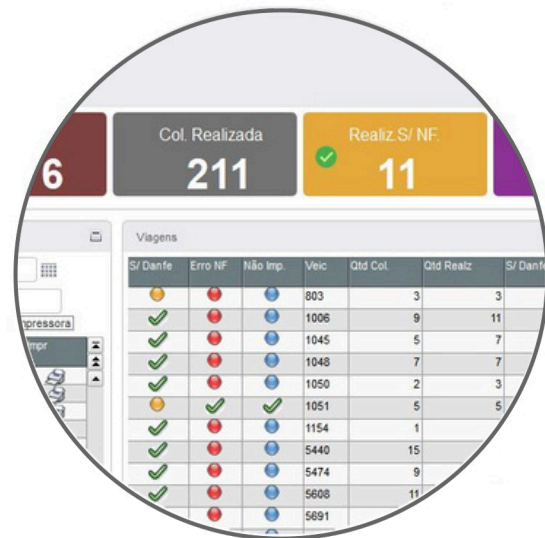 Col. Realizada
Realiz.S/ NF.
6
211
11
Viagens
S/ Danfe Erro NF Não Imp. Veic Qtd Col. Qtd Realz S/ Danfe
803 3 3
1006 9 11
1045 5 7
1048 7 7
1050 2 3
1051 5 5
1154 1
5440 15
5474 9
5608 11
5691